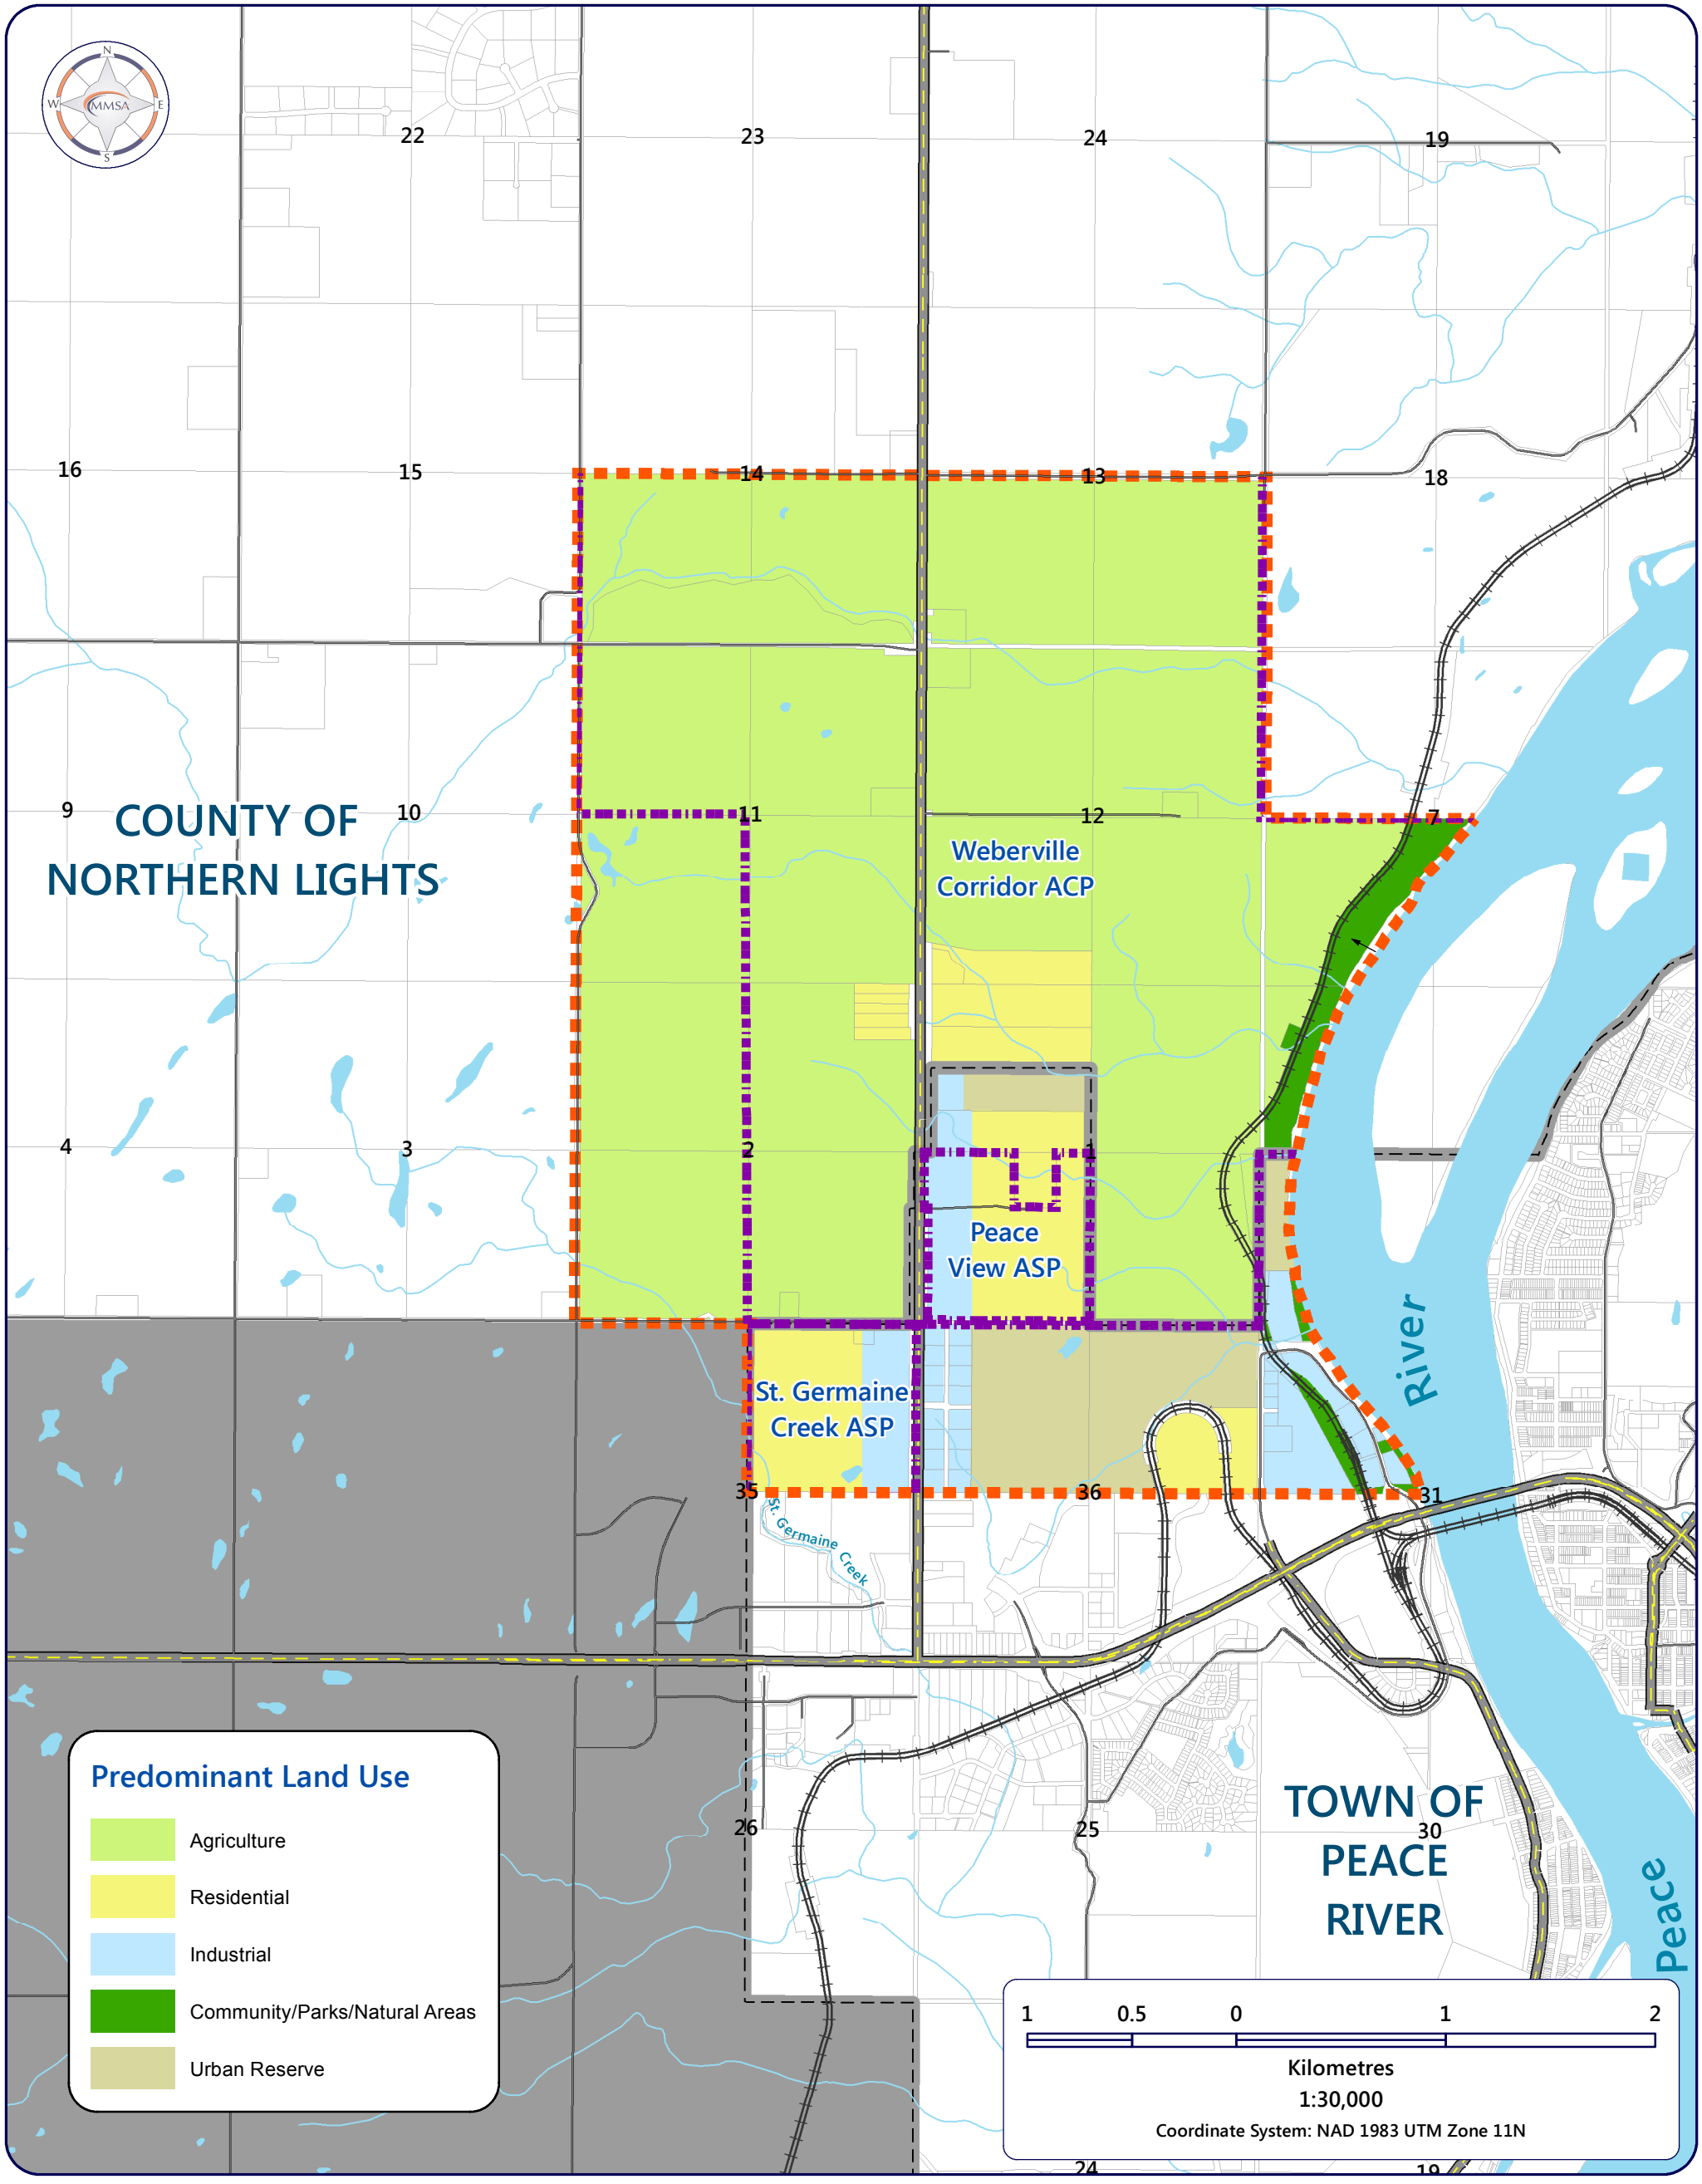 N
W
MMSA
E
S
22
23
24
19
16
15
14
13
18
9
10
11
12
7
COUNTY OF
NORTHERN LIGHTS
Weberville
Corridor ACP
4
3
2
1
Peace
View ASP
River
St. Germaine
Creek ASP
35
36
31
St. Germaine Creek
26
25
30
TOWN OF
PEACE
RIVER
Peace
Predominant Land Use
Agriculture
Residential
Industrial
Community/Parks/Natural Areas
Urban Reserve
1 0.5 0 1 2
Kilometres
1:30,000
Coordinate System: NAD 1983 UTM Zone 11N
24
19